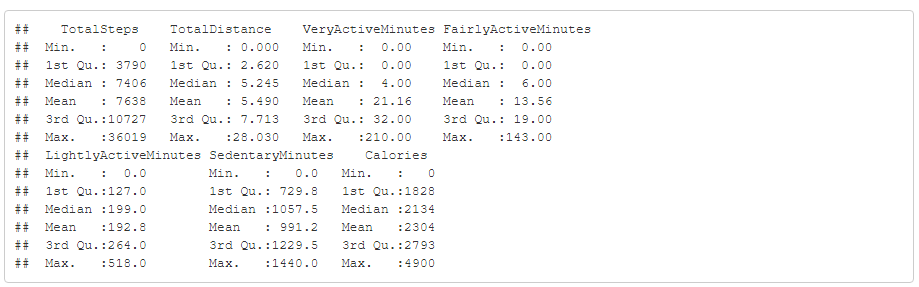 ##    TotalSteps    TotalDistance    VeryActiveMinutes FairlyActiveMinutes
##  Min.   :    0   Min.   : 0.000   Min.   :  0.00    Min.   :  0.00
##  1st Qu.: 3790   1st Qu.: 2.620   1st Qu.:  0.00    1st Qu.:  0.00
##  Median : 7406   Median : 5.245   Median :  4.00    Median :  6.00
##  Mean   : 7638   Mean   : 5.490   Mean   : 21.16    Mean   : 13.56
##  3rd Qu.:10727   3rd Qu.: 7.713   3rd Qu.: 32.00    3rd Qu.: 19.00
##  Max.   :36019   Max.   :28.030   Max.   :210.00    Max.   :143.00
##  LightlyActiveMinutes SedentaryMinutes    Calories
##  Min.   :  0.0        Min.   :   0.0   Min.   :   0
##  1st Qu.:127.0        1st Qu.: 729.8   1st Qu.:1828
##  Median :199.0        Median :1057.5   Median :2134
##  Mean   :192.8        Mean   : 991.2   Mean   :2304
##  3rd Qu.:264.0        3rd Qu.:1229.5   3rd Qu.:2793
##  Max.   :518.0        Max.   :1440.0   Max.   :4900